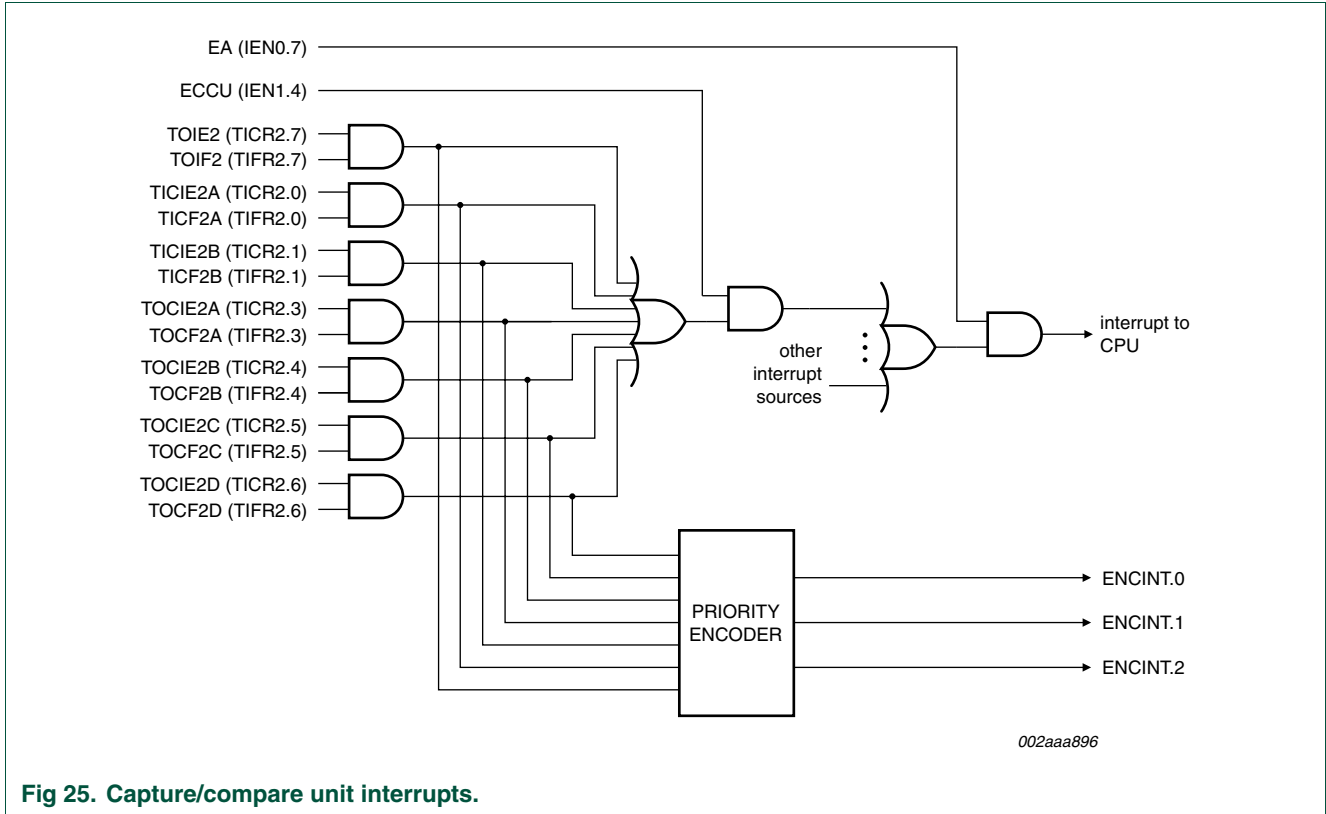 EA (IEN0.7)
ECCU (IEN1.4)
TOIE2 (TICR2.7)
TOIF2 (TIFR2.7)
TICIE2A (TICR2.0)
TICF2A (TIFR2.0)
TICIE2B (TICR2.1)
TICF2B (TIFR2.1)
TOCIE2A (TICR2.3)
TOCF2A (TIFR2.3)
TOCIE2B (TICR2.4)
TOCF2B (TIFR2.4)
TOCIE2C (TICR2.5)
TOCF2C (TIFR2.5)
TOCIE2D (TICR2.6)
TOCF2D (TIFR2.6)
other
interrupt
sources
interrupt to
CPU
PRIORITY
ENCODER
ENCINT.0
ENCINT.1
ENCINT.2
002aaa896
Fig 25. Capture/compare unit interrupts.